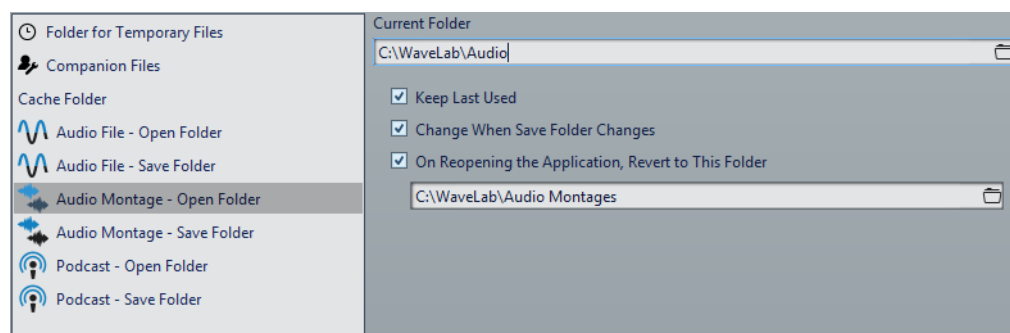 Folder for Temporary Files
Companion Files
Cache Folder
Audio File - Open Folder
Audio File - Save Folder
Audio Montage - Open Folder
Audio Montage - Save Folder
Podcast - Open Folder
Podcast - Save Folder
Current Folder
C:\WaveLab\Audio
Keep Last Used
Change When Save Folder Changes
On Reopening the Application, Revert to This Folder
C:\WaveLab\Audio Montages